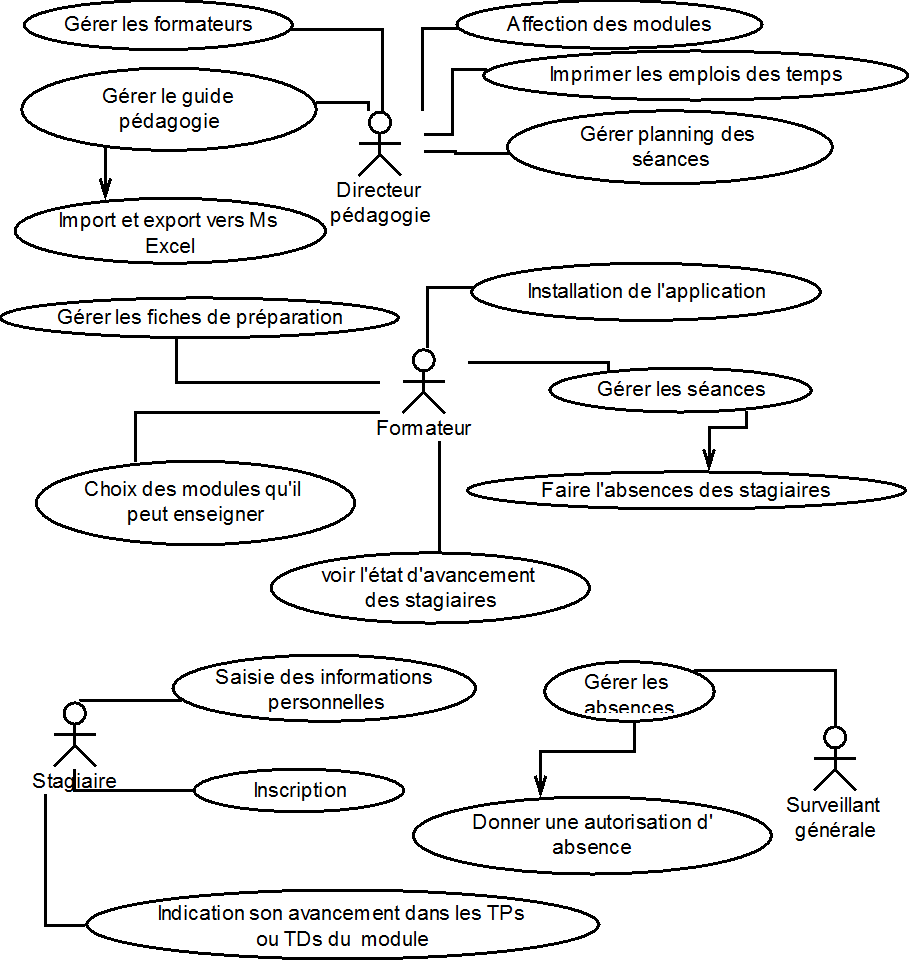 Gérer les formateurs
Affection des modules
Imprimer les emplois des temps
Gérer le guide
pédagogie
Gérer planning des
séances
Directeur
pédagogie
Import et export vers Ms
Excel
Installation de l'application
Gérer les fiches de préparation
Gérer les séances
Formateur
Choix des modules qu'il
peut enseigner
Faire l'absences des stagiaires
voir l'état d'avancement
des stagiaires
Saisie des informations
personnelles
Gérer les
absences
Stagiaire
Inscription
Surveillant
générale
Donner une autorisation d'
absence
Indication son avancement dans les TPs
ou TDs du module